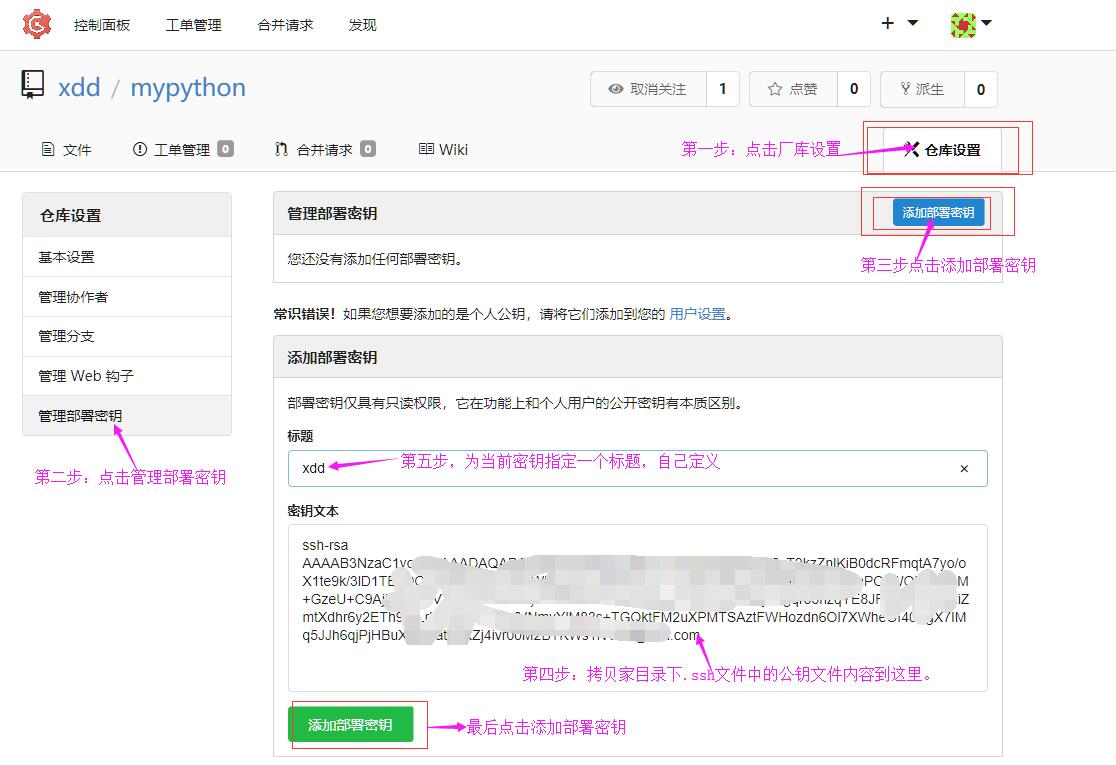 控制面板 工单管理 合并请求 发现
xdd / mypython
取消关注 1 点赞 0 派生 0
文件 工单管理 0 合并请求 0 Wiki 第一步：点击厂库设置 仓库设置
仓库设置
基本设置
管理协作者
管理分支
管理 Web 钩子
管理部署密钥
第二步：点击管理部署密钥
管理部署密钥 添加部署密钥
您还没有添加任何部署密钥。
第三步点击添加部署密钥
常识错误！如果您想要添加的是个人公钥，请将它们添加到您的 用户设置。
添加部署密钥
部署密钥仅具有只读权限，它在功能上和个人用户的公开密钥有本质区别。
标题
xdd 第五步，为当前密钥指定一个标题，自己定义 ×
密钥文本
ssh-rsa
AAAAB3NzaC1yc
X1te9k/3lD1TE
+GzeU+C9Aj
mtXdhr6y2ETh9
q5JJh6qjPjHBuX .com
第四步：拷贝家目录下.ssh文件中的公钥文件内容到这里。
添加部署密钥 最后点击添加部署密钥